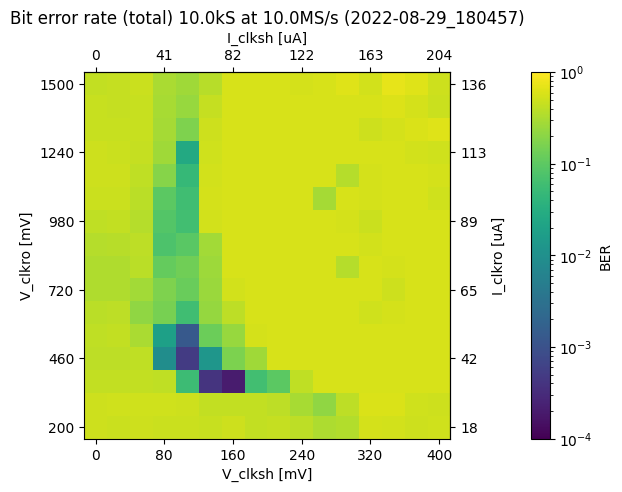 Bit error rate (total) 10.0kS at 10.0MS/s (2022-08-29_180457)
I_clksh [uA]
0 41 82 122 163 204
1500 1240 980 720 460 200
V_clkro [mV]
136 113 89 65 42 18
I_clkro [uA]
0 80 160 240 320 400
V_clksh [mV]
10^0 10^-1 10^-2 10^-3 10^-4
BER